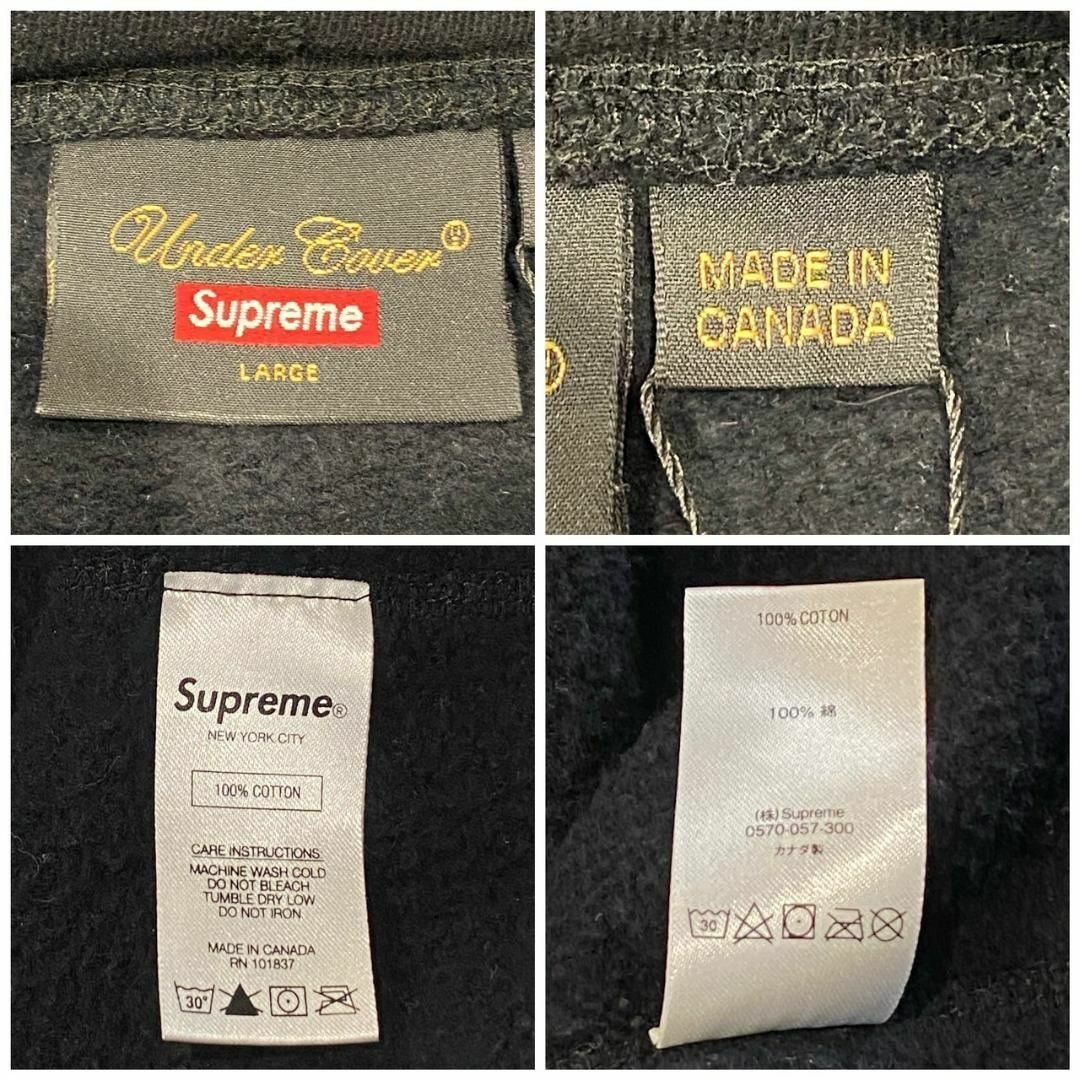 Under Cover®
Supreme
LARGE
MADE IN
CANADA
Supreme®
NEW YORK CITY
100% COTTON
CARE INSTRUCTIONS
MACHINE WASH COLD
DO NOT BLEACH
TUMBLE DRY LOW
DO NOT IRON
MADE IN CANADA
RN 101837
30°
100% COTON
100% 綿
(株) Supreme
0570-057-300
カナダ製
30